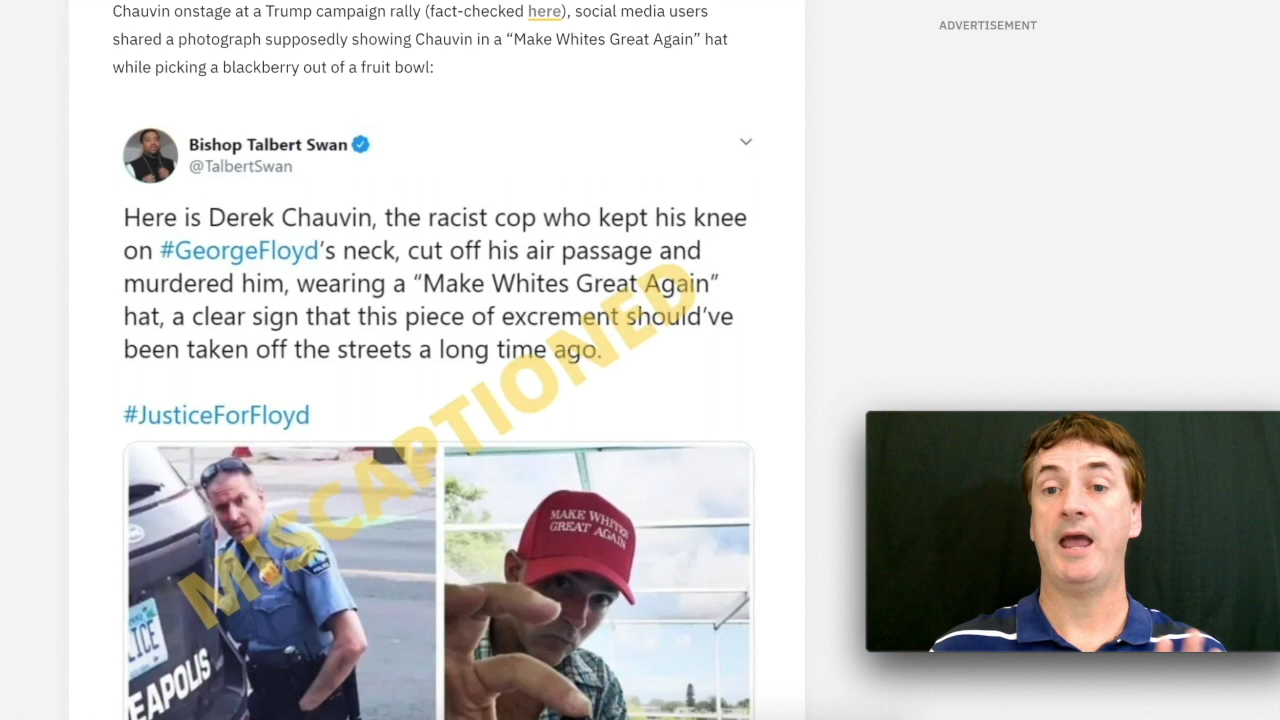 Chauvin onstage at a Trump campaign rally (fact-checked here), social media users
shared a photograph supposedly showing Chauvin in a “Make Whites Great Again” hat
while picking a blackberry out of a fruit bowl:
ADVERTISEMENT
Bishop Talbert Swan
@TalbertSwan
Here is Derek Chauvin, the racist cop who kept his knee
on #GeorgeFloyd's neck, cut off his air passage and
murdered him, wearing a “Make Whites Great Again”
hat, a clear sign that this piece of excrement should've
been taken off the streets a long time ago.
#JusticeForFloyd
MISCAPTIONED
MAKE WHITES
GREAT AGAIN
POLICE
LICE
EAPOLIS